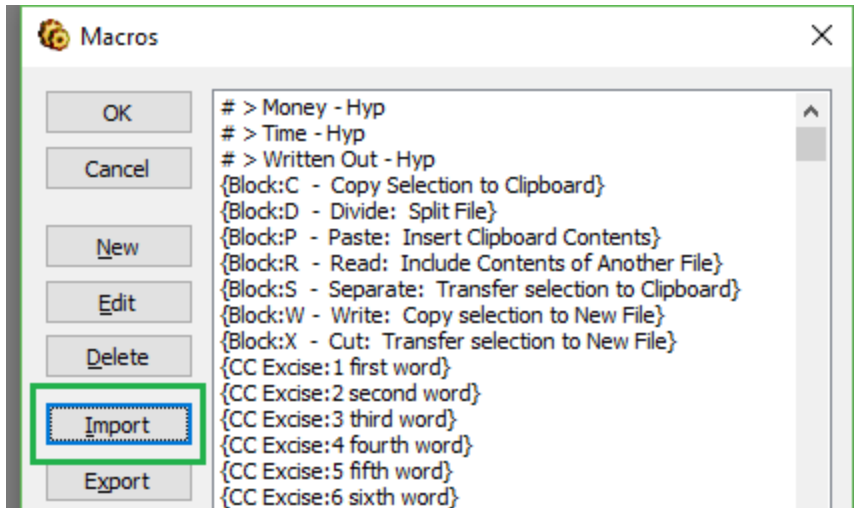 Macros
OK
Cancel
New
Edit
Delete
Import
Export
# > Money - Hyp
# > Time - Hyp
# > Written Out - Hyp
{Block:C  -  Copy Selection to Clipboard}
{Block:D  -  Divide:  Split File}
{Block:P  -  Paste:  Insert Clipboard Contents}
{Block:R  -  Read:  Include Contents of Another File}
{Block:S  -  Separate:  Transfer selection to Clipboard}
{Block:W -  Write:  Copy selection to New File}
{Block:X  -  Cut:  Transfer selection to New File}
{CC Excise:1 first word}
{CC Excise:2 second word}
{CC Excise:3 third word}
{CC Excise:4 fourth word}
{CC Excise:5 fifth word}
{CC Excise:6 sixth word}